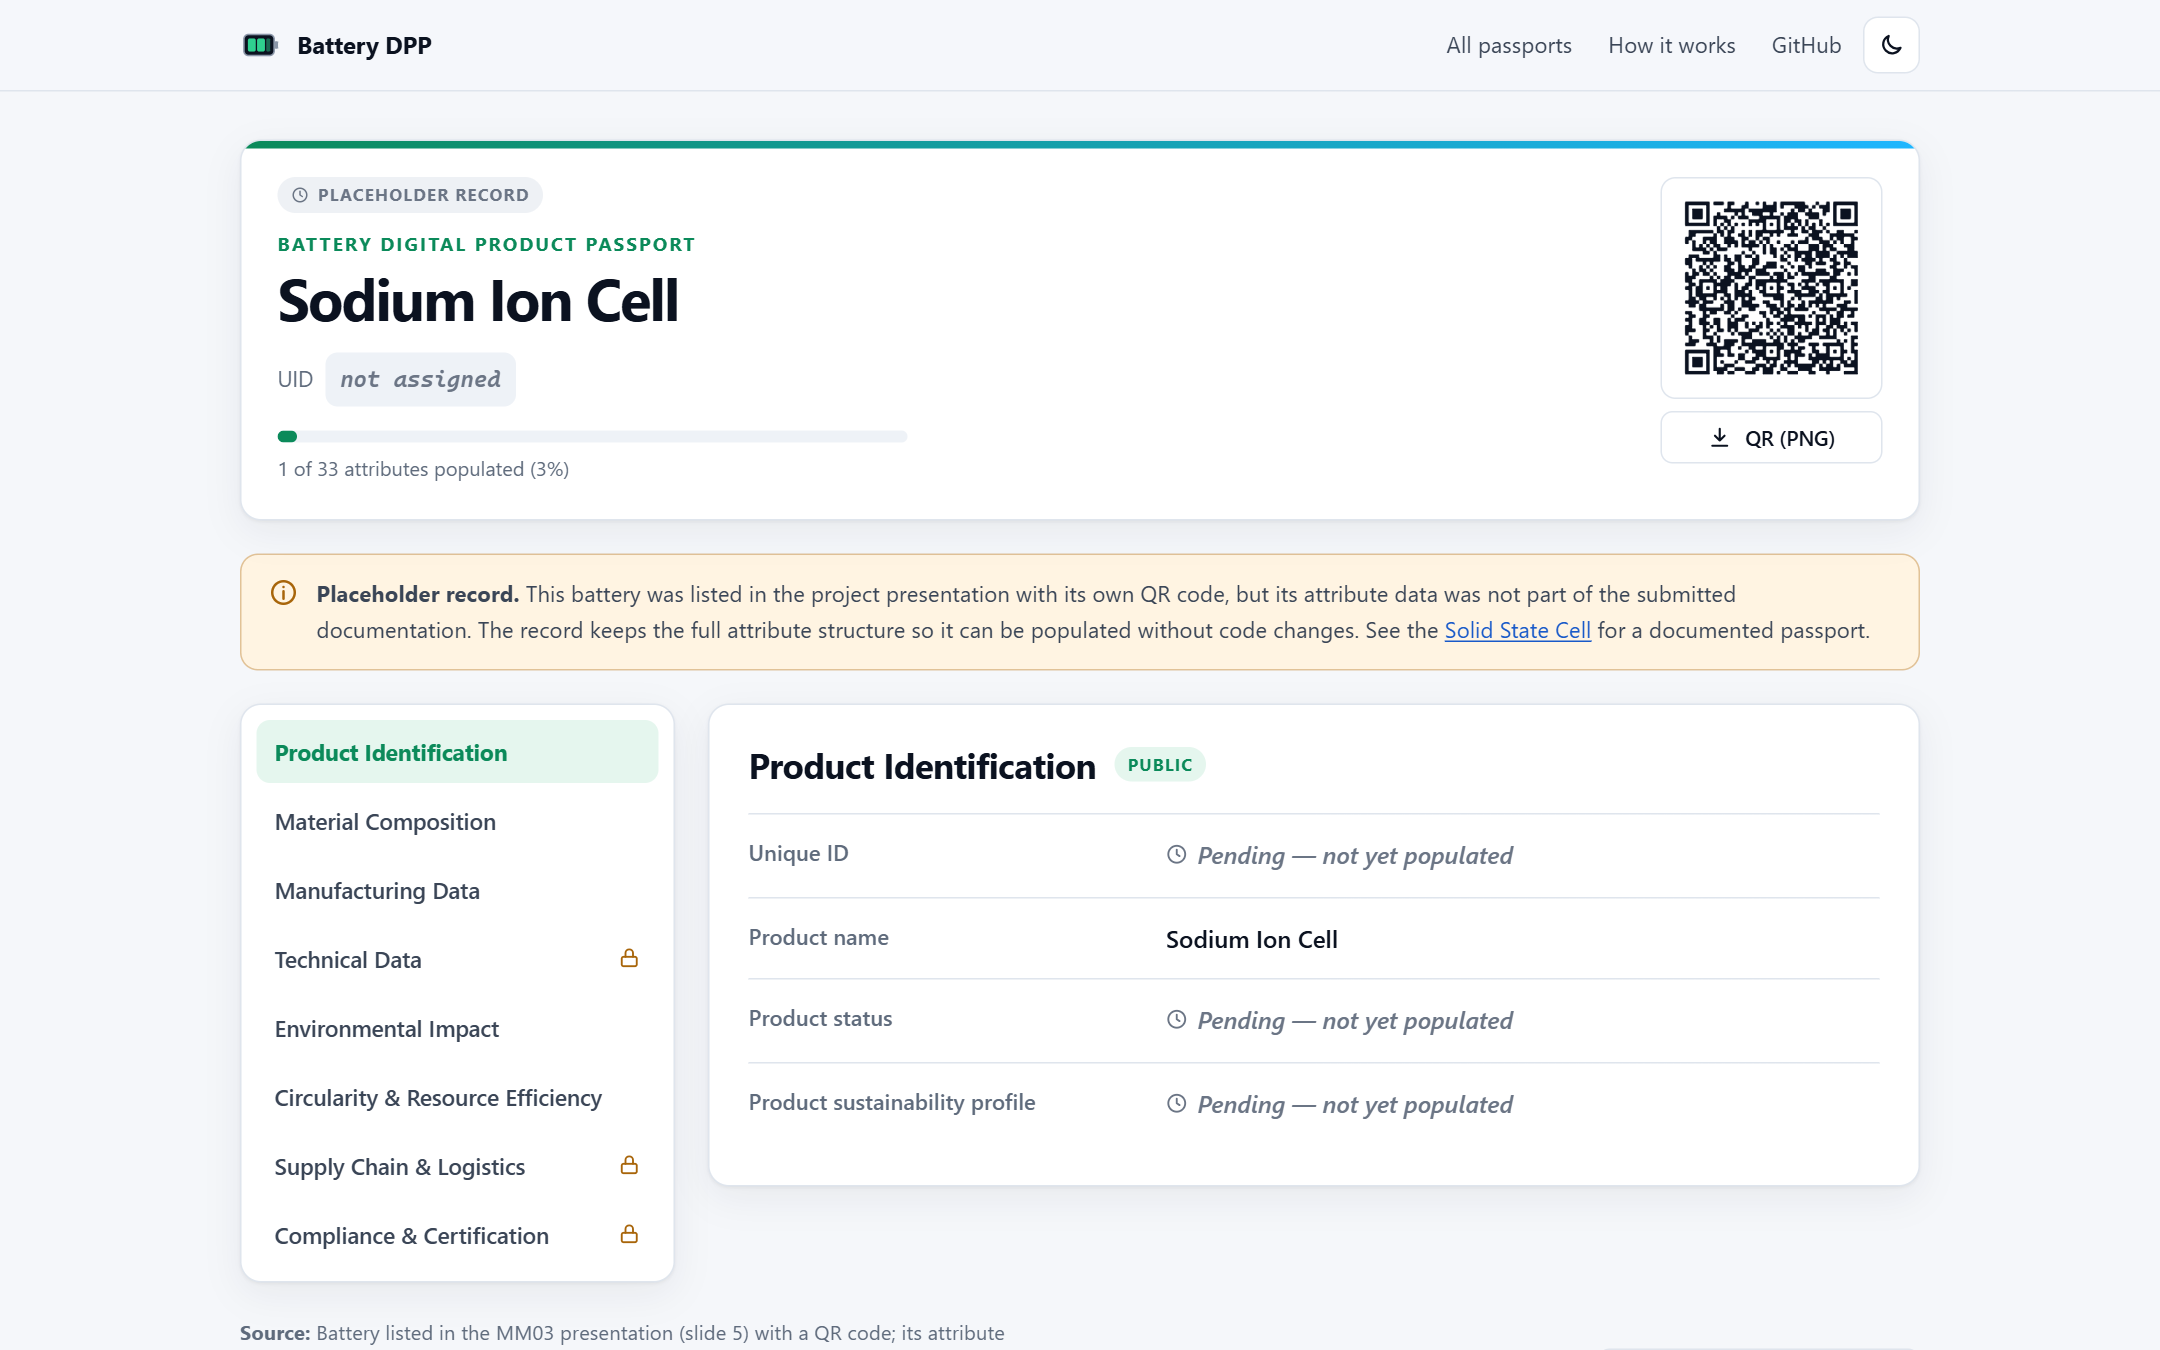 Battery DPP
All passports
How it works
GitHub
PLACEHOLDER RECORD
BATTERY DIGITAL PRODUCT PASSPORT
Sodium Ion Cell
UID not assigned
1 of 33 attributes populated (3%)
QR (PNG)
Placeholder record. This battery was listed in the project presentation with its own QR code, but its attribute data was not part of the submitted
documentation. The record keeps the full attribute structure so it can be populated without code changes. See the Solid State Cell for a documented passport.
Product Identification
Material Composition
Manufacturing Data
Technical Data
Environmental Impact
Circularity & Resource Efficiency
Supply Chain & Logistics
Compliance & Certification
Product Identification PUBLIC
Unique ID Pending — not yet populated
Product name Sodium Ion Cell
Product status Pending — not yet populated
Product sustainability profile Pending — not yet populated
Source: Battery listed in the MM03 presentation (slide 5) with a QR code; its attribute